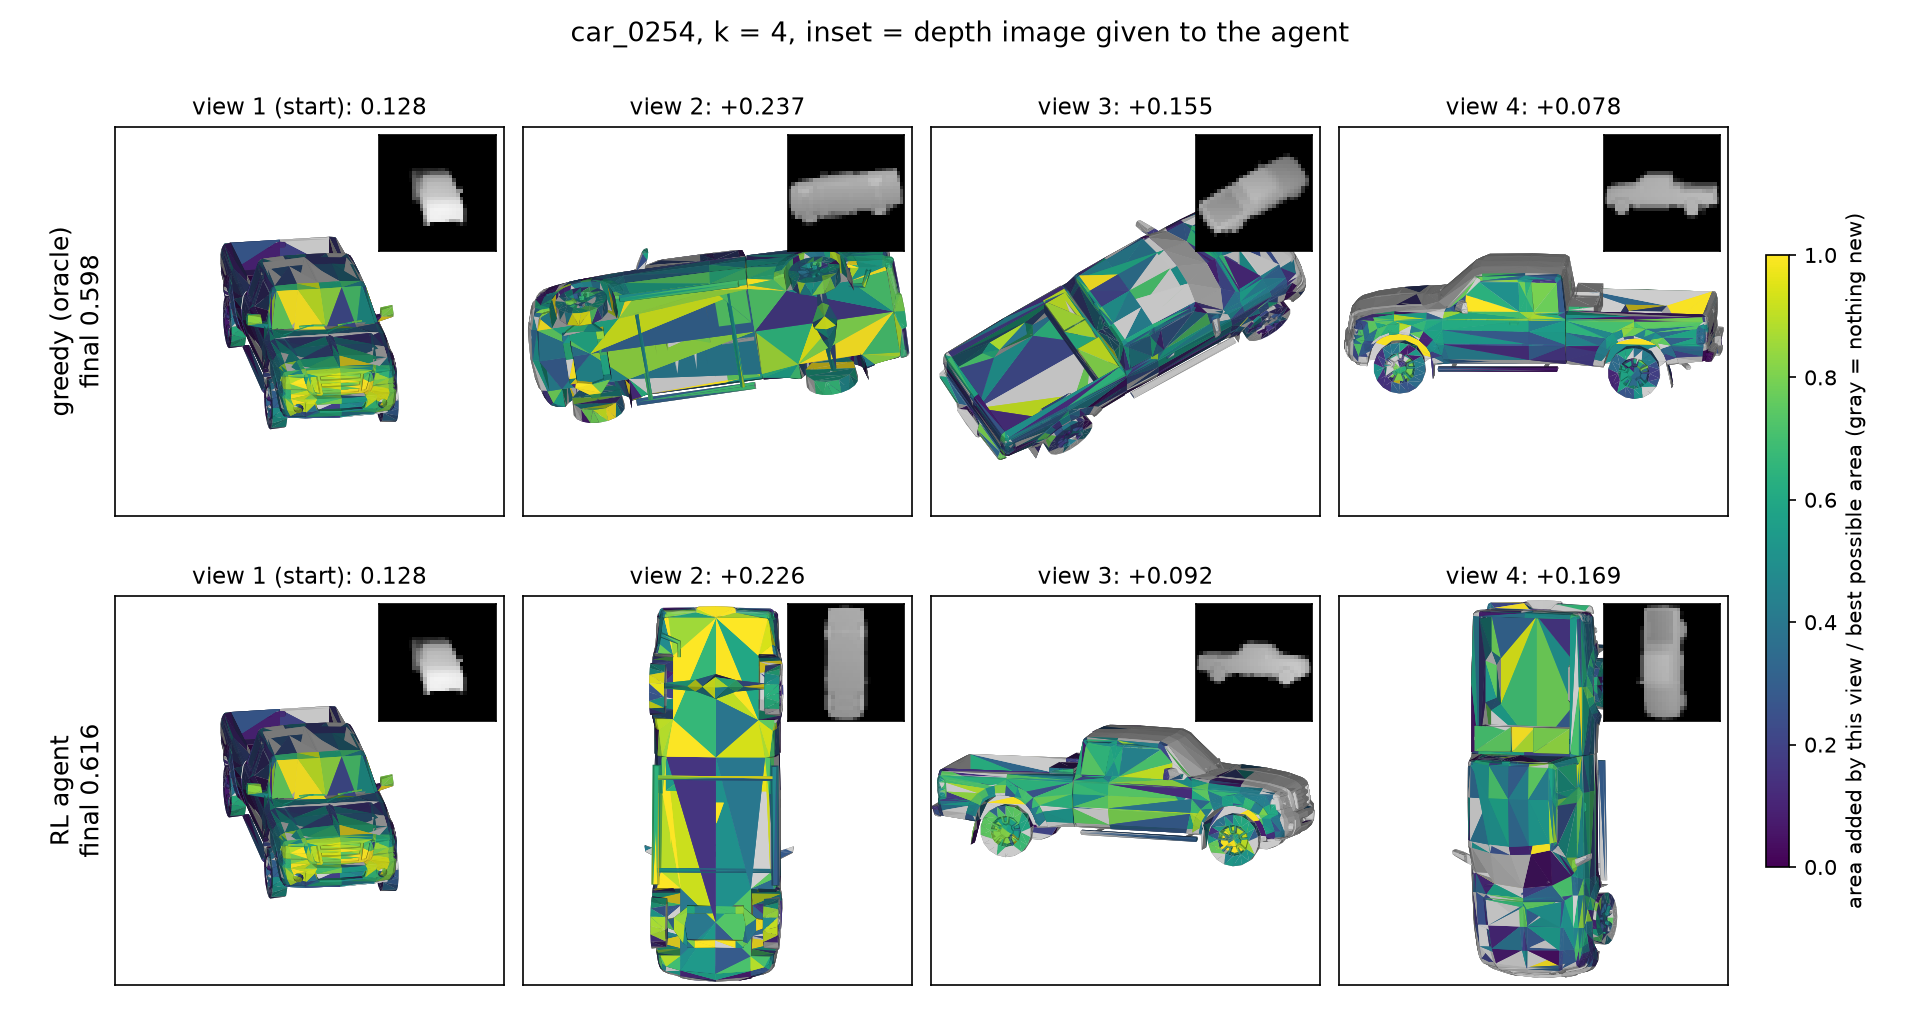 car_0254, k = 4, inset = depth image given to the agent
view 1 (start): 0.128
view 2: +0.237
view 3: +0.155
view 4: +0.078
greedy (oracle)
final 0.598
view 1 (start): 0.128
view 2: +0.226
view 3: +0.092
view 4: +0.169
RL agent
final 0.616
1.0
0.8
0.6
0.4
0.2
0.0
area added by this view / best possible area (gray = nothing new)